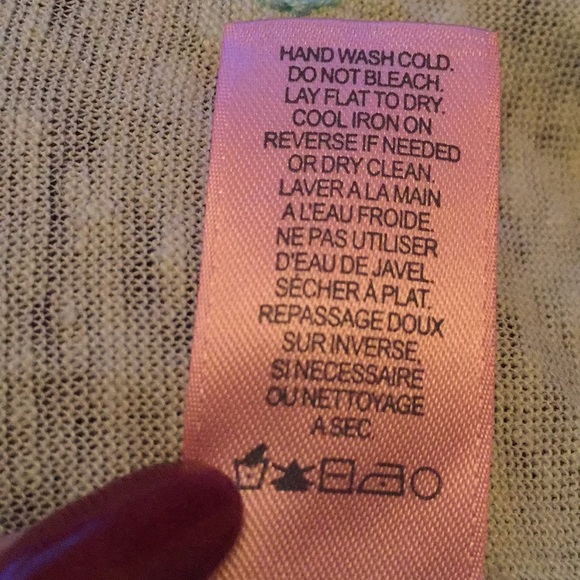 HAND WASH COLD.
DO NOT BLEACH.
LAY FLAT TO DRY.
COOL IRON ON
REVERSE IF NEEDED
OR DRY CLEAN.
LAVER A LA MAIN
A L'EAU FROIDE.
NE PAS UTILISER
D'EAU DE JAVEL
SÉCHER À PLAT.
REPASSAGE DOUX
SUR INVERSE,
SI NECESSAIRE
OU NETTOYAGE
A SEC